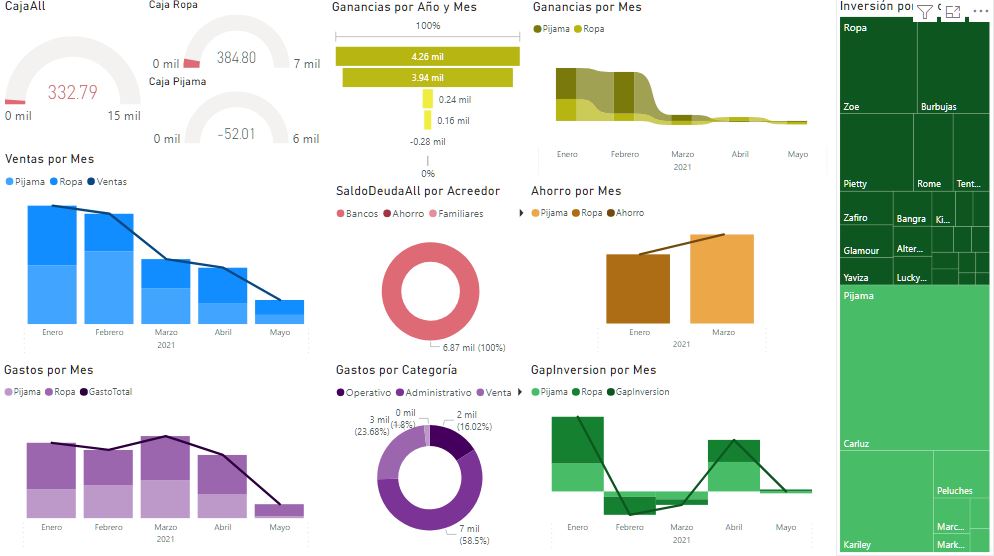 CajaAll
332.79
0 mil
15 mil
Caja Ropa
384.80
0 mil
7 mil
Caja Pijama
-52.01
0 mil
6 mil
Ganancias por Año y Mes
100%
4.26 mil
3.94 mil
0.24 mil
0.16 mil
-0.28 mil
0%
Ganancias por Mes
Pijama Ropa
Enero Febrero Marzo Abril Mayo
2021
Ventas por Mes
Pijama Ropa Ventas
Enero Febrero Marzo Abril Mayo
2021
SaldoDeudaAll por Acreedor
Bancos Ahorro Familiares
6.87 mil (100%)
Ahorro por Mes
Pijama Ropa Ahorro
Enero Marzo
2021
Gastos por Mes
Pijama Ropa GastoTotal
Enero Febrero Marzo Abril Mayo
2021
Gastos por Categoría
Operativo Administrativo Venta
0 mil
(1.8%)
2 mil
(16.02%)
3 mil
(23.68%)
7 mil
(58.5%)
GapInversion por Mes
Pijama Ropa GapInversion
Enero Febrero Marzo Abril Mayo
2021
Inversión por
Ropa
Zoe
Burbujas
Pietty
Rome
Tent...
Zafiro
Bangra
Ki...
Glamour
Alter...
Yaviza
Lucky...
Pijama
Carluz
Kariley
Peluches
Marc...
Mark...